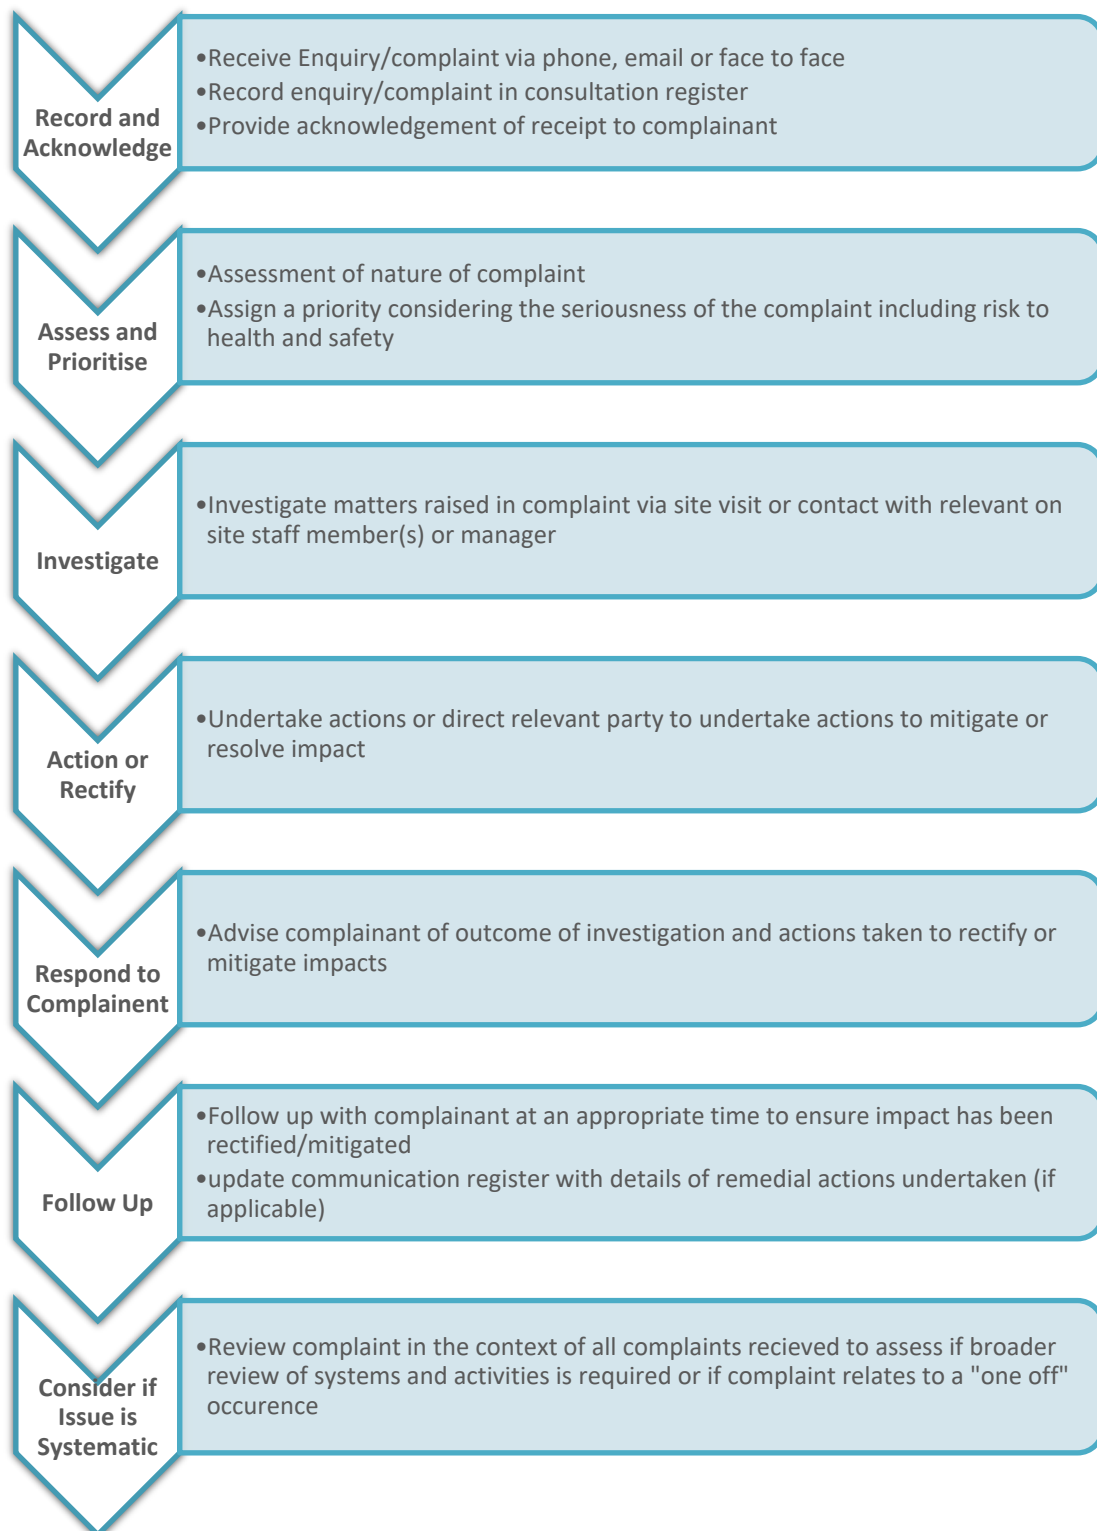 Record and
Acknowledge
•Receive Enquiry/complaint via phone, email or face to face
•Record enquiry/complaint in consultation register
•Provide acknowledgement of receipt to complainant
Assess and
Prioritise
•Assessment of nature of complaint
•Assign a priority considering the seriousness of the complaint including risk to
health and safety
Investigate
•Investigate matters raised in complaint via site visit or contact with relevant on
site staff member(s) or manager
Action or
Rectify
•Undertake actions or direct relevant party to undertake actions to mitigate or
resolve impact
Respond to
Complainent
•Advise complainant of outcome of investigation and actions taken to rectify or
mitigate impacts
Follow Up
•Follow up with complainant at an appropriate time to ensure impact has been
rectified/mitigated
•update communication register with details of remedial actions undertaken (if
applicable)
Consider if
Issue is
Systematic
•Review complaint in the context of all complaints recieved to assess if broader
review of systems and activities is required or if complaint relates to a "one off"
occurence